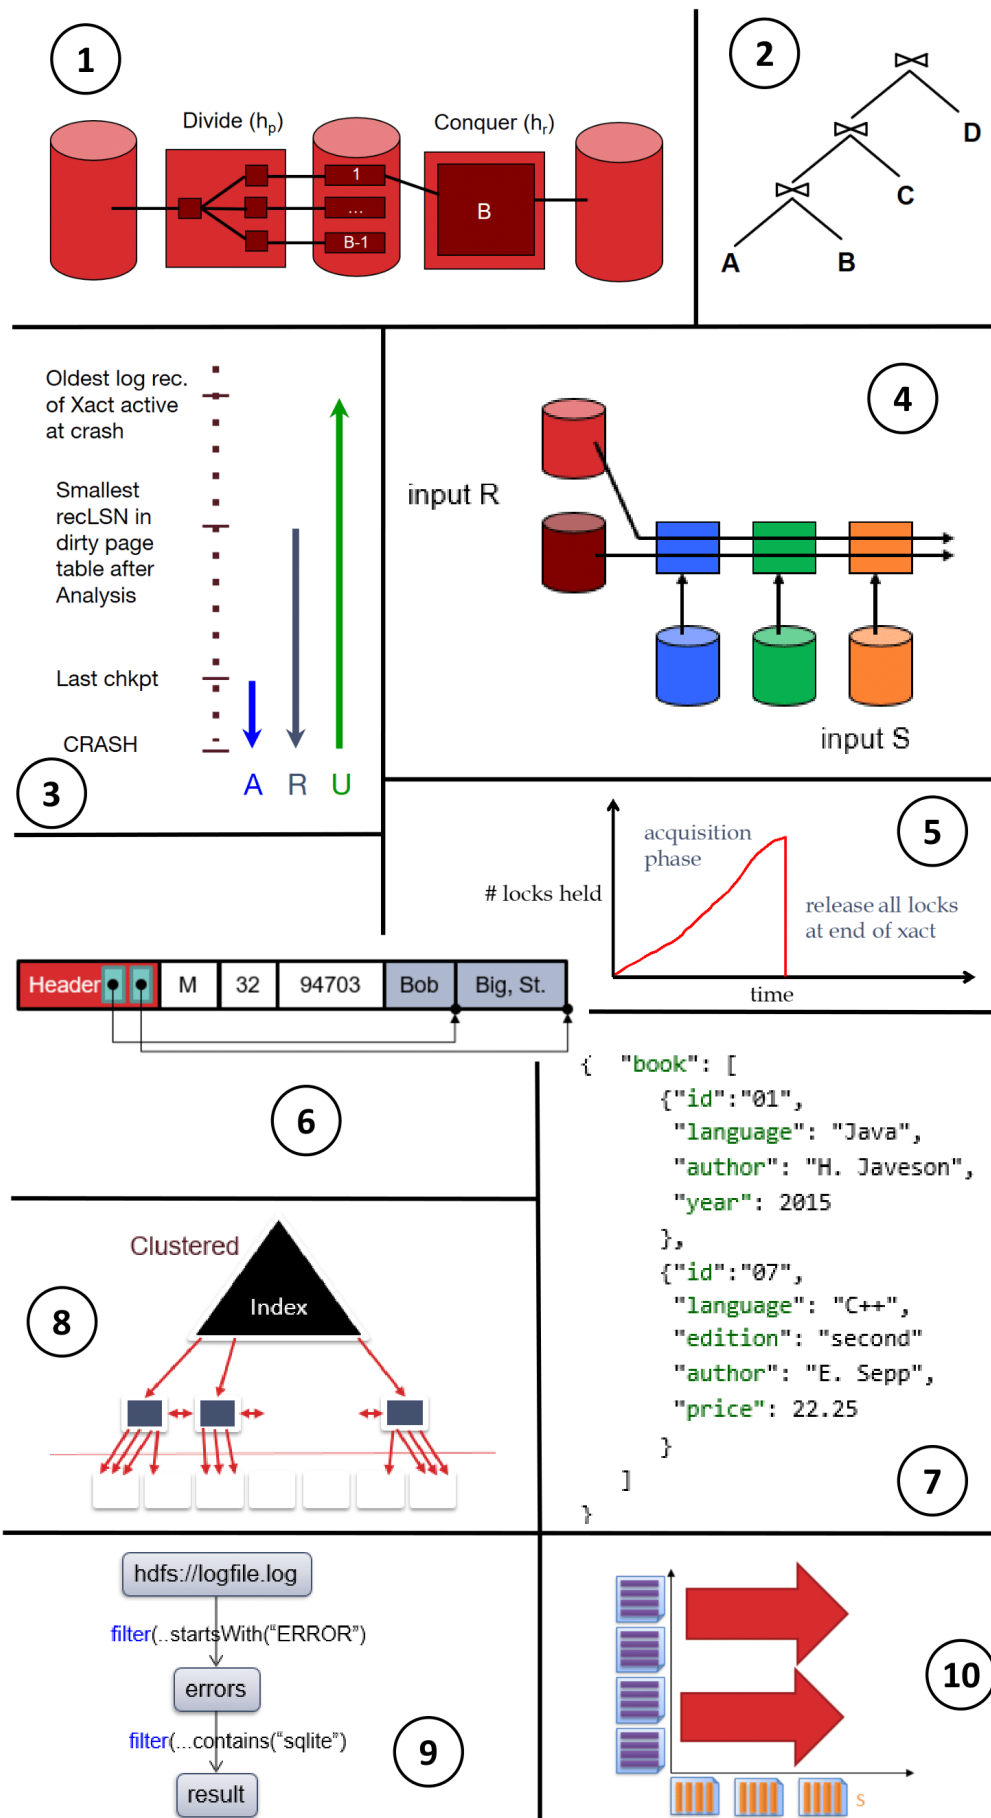 1
Divide (hp)
Conquer (hr)
1
...
B-1
B
2
D
C
A
B
Oldest log rec.
of Xact active
at crash
Smallest
recLSN in
dirty page
table after
Analysis
Last chkpt
CRASH
A R U
3
4
input R
input S
5
acquisition
phase
# locks held
release all locks
at end of xact
time
Header M 32 94703 Bob Big, St.
6
{ "book": [
{"id":"01",
"language": "Java",
"author": "H. Javeson",
"year": 2015
},
{"id":"07",
"language": "C++",
"edition": "second"
"author": "E. Sepp",
"price": 22.25
}
]
}
7
Clustered
Index
8
hdfs://logfile.log
filter(..startsWith("ERROR")
errors
filter(...contains("sqlite")
result
9
10
S